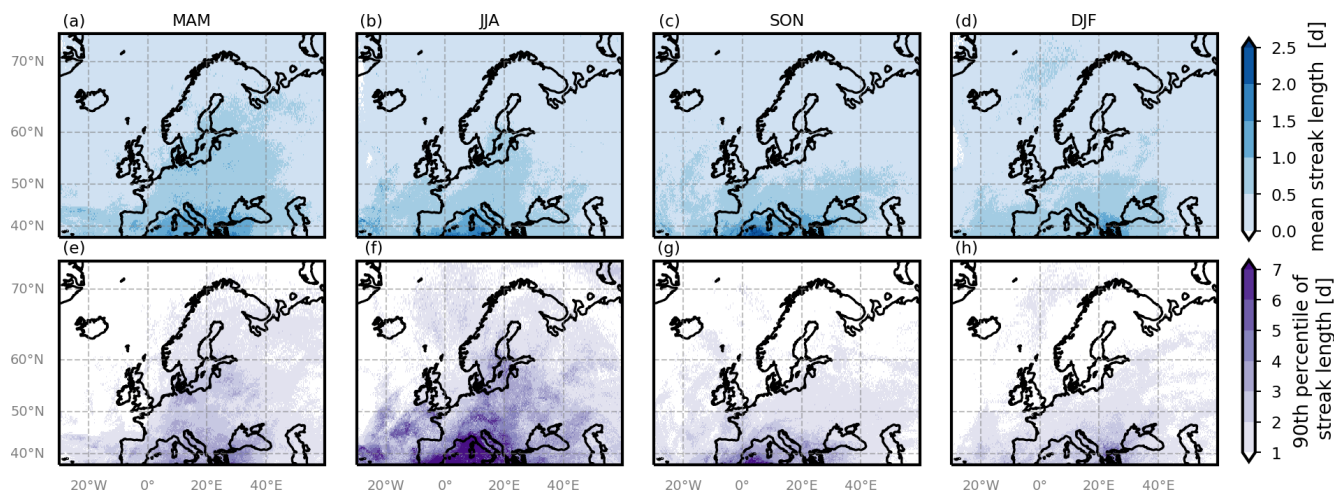 (a) MAM (b) JJA (c) SON (d) DJF
70°N
60°N
50°N
40°N
2.5
2.0
1.5
1.0
0.5
0.0
mean streak length [d]
(e) (f) (g) (h)
70°N
60°N
50°N
40°N
7
6
5
4
3
2
1
90th percentile of
streak length [d]
20°W 0° 20°E 40°E 20°W 0° 20°E 40°E 20°W 0° 20°E 40°E 20°W 0° 20°E 40°E